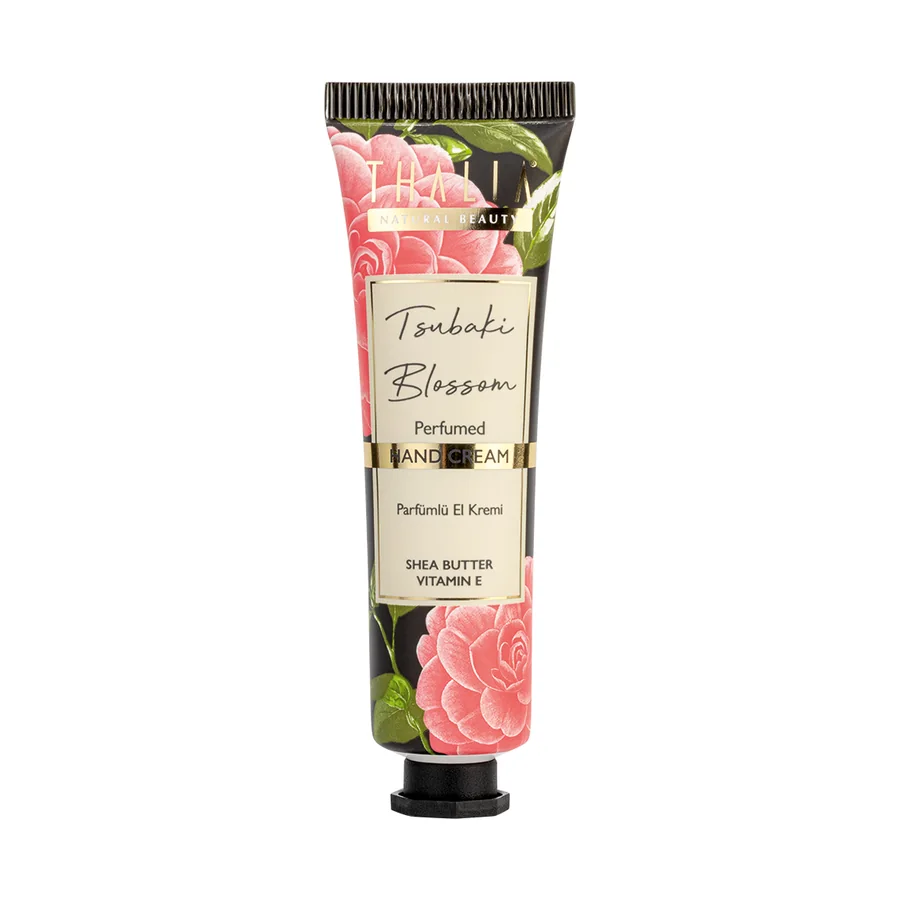 THALIA
NATURAL BEAUTY
Tsubaki
Blossom
Perfumed
HAND CREAM
Parfümlü El Kremi
SHEA BUTTER
VITAMIN E